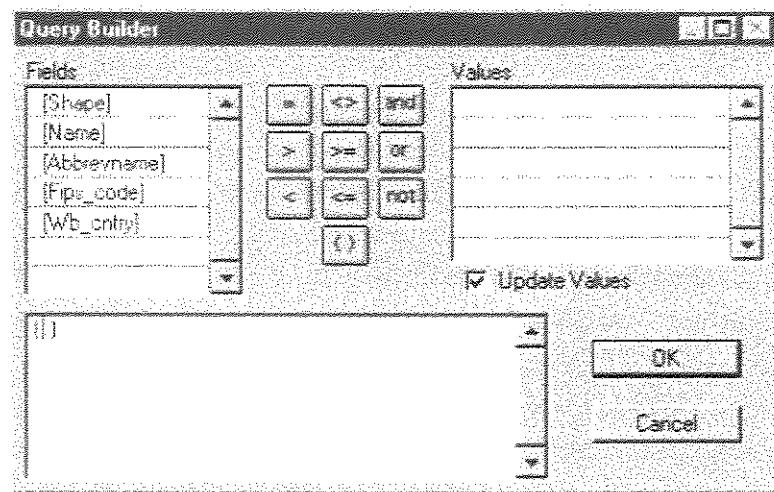 Query Builder
Fields
Values
[Shape]
[Name]
[Abbrevname]
[Fips_code]
[Wb_cntry]
= <> and
> >= or
< <= not
()
Update Values
()
OK
Cancel